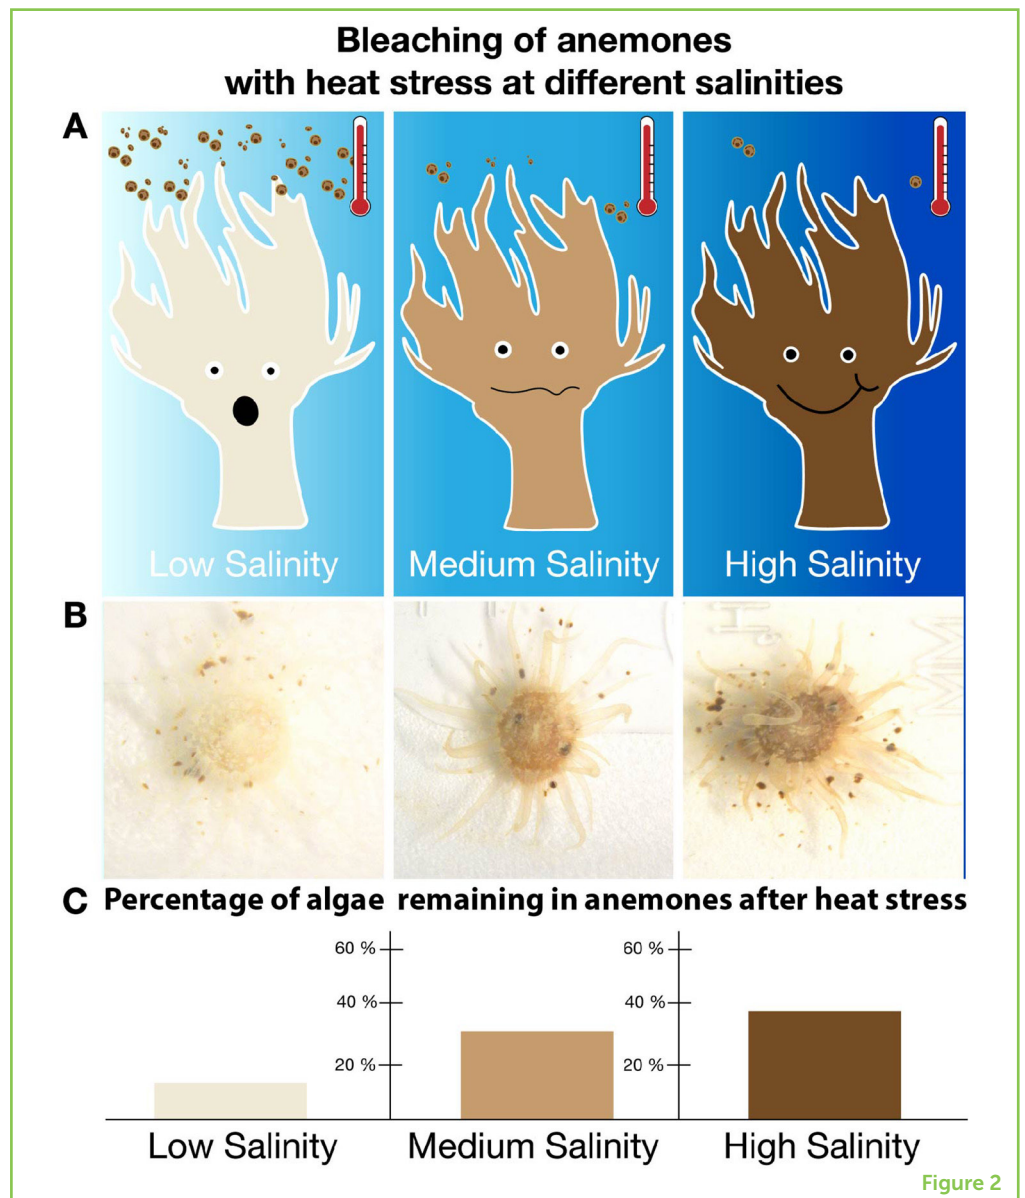 Bleaching of anemones
with heat stress at different salinities
A
Low Salinity
Medium Salinity
High Salinity
B
C Percentage of algae remaining in anemones after heat stress
60 %
60 %
40 %
40 %
20 %
20 %
Low Salinity
Medium Salinity
High Salinity
Figure 2